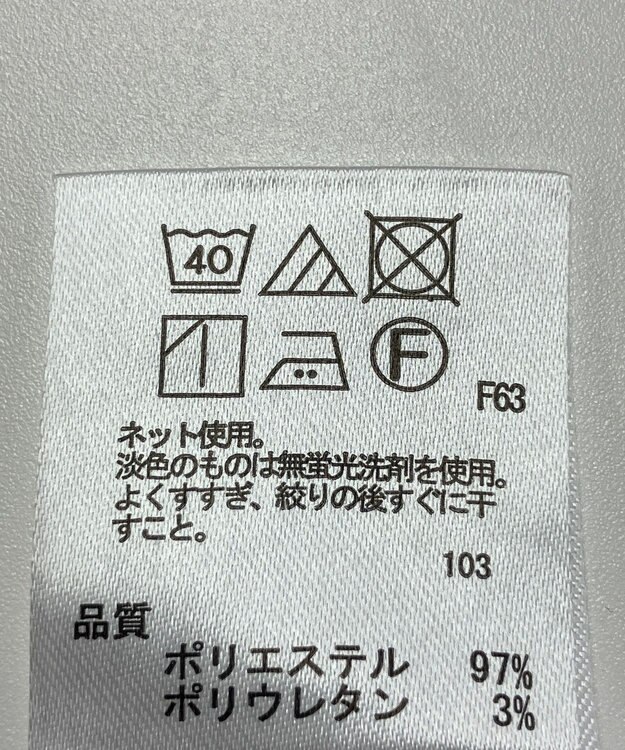 40
F
F63
ネット使用。
淡色のものは無蛍光洗剤を使用。
よくすすぎ、絞りの後すぐに干
すこと。
103
品質
ポリエステル 97%
ポリウレタン 3%